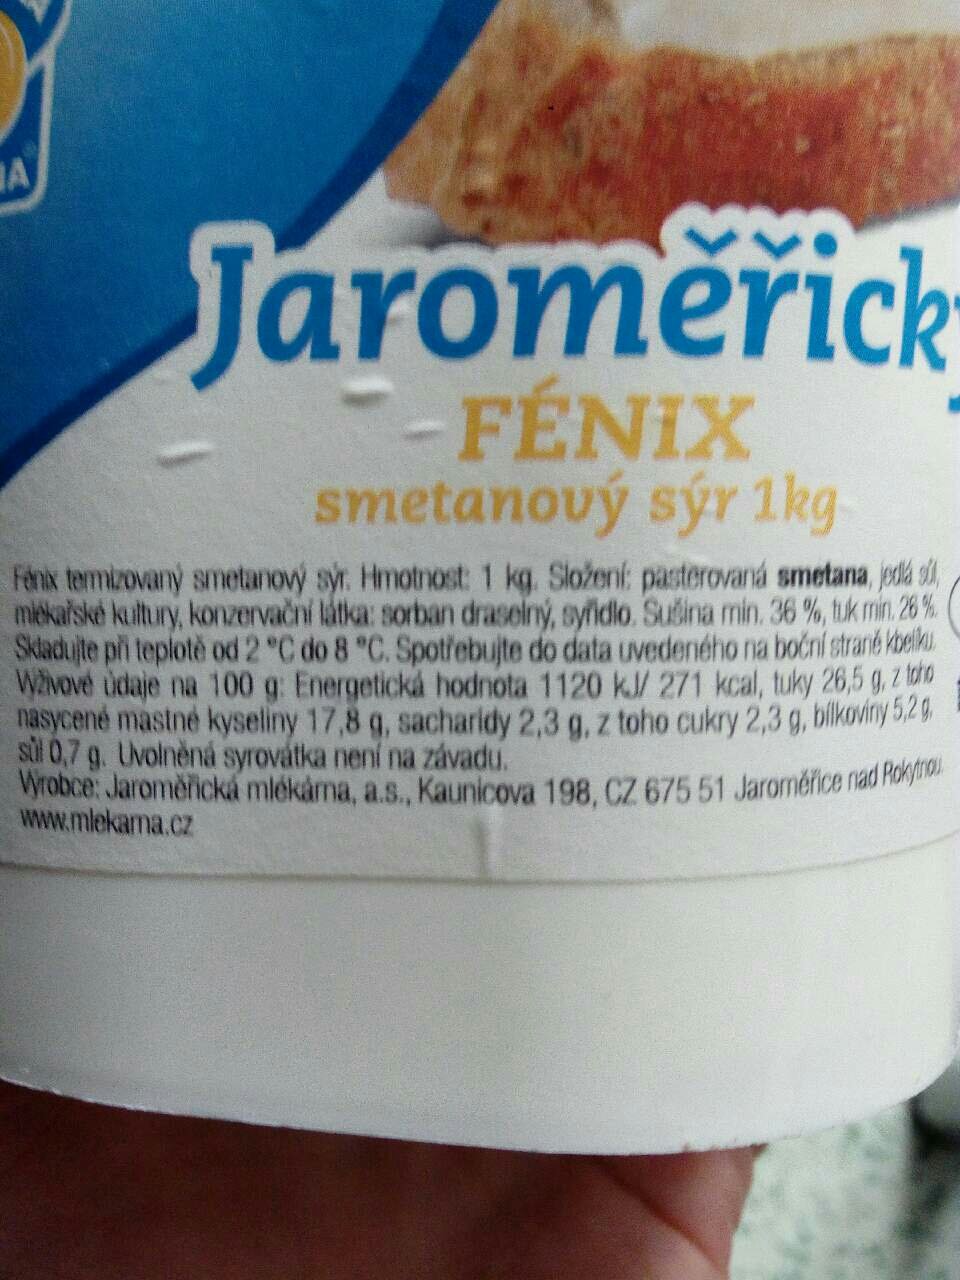 A
NA®
Jaroměřick
FÉNIX
smetanový sýr 1kg
Fénix termizovaný smetanový sýr. Hmotnost: 1 kg. Složení: pasterovaná smetana, jedlá sůl,
mlékařské kultury, konzervační látka: sorban draselný, syřidlo. Sušina min. 36 %, tuk min. 26 %.
Skladujte při teplotě od 2 °C do 8 °C. Spotřebujte do data uvedeného na boční straně kbelíku.
Výživové údaje na 100 g: Energetická hodnota 1120 kJ/ 271 kcal, tuky 26,5 g, z toho
nasycené mastné kyseliny 17,8 g, sacharidy 2,3 g, z toho cukry 2,3 g, bílkoviny 5,2 g,
sůl 0,7 g. Uvolněná syrovátka není na závadu.
Výrobce: Jaroměřická mlékárna, a.s., Kaunicova 198, CZ 675 51 Jaroměřice nad Rokytnou.
www.mlekarna.cz